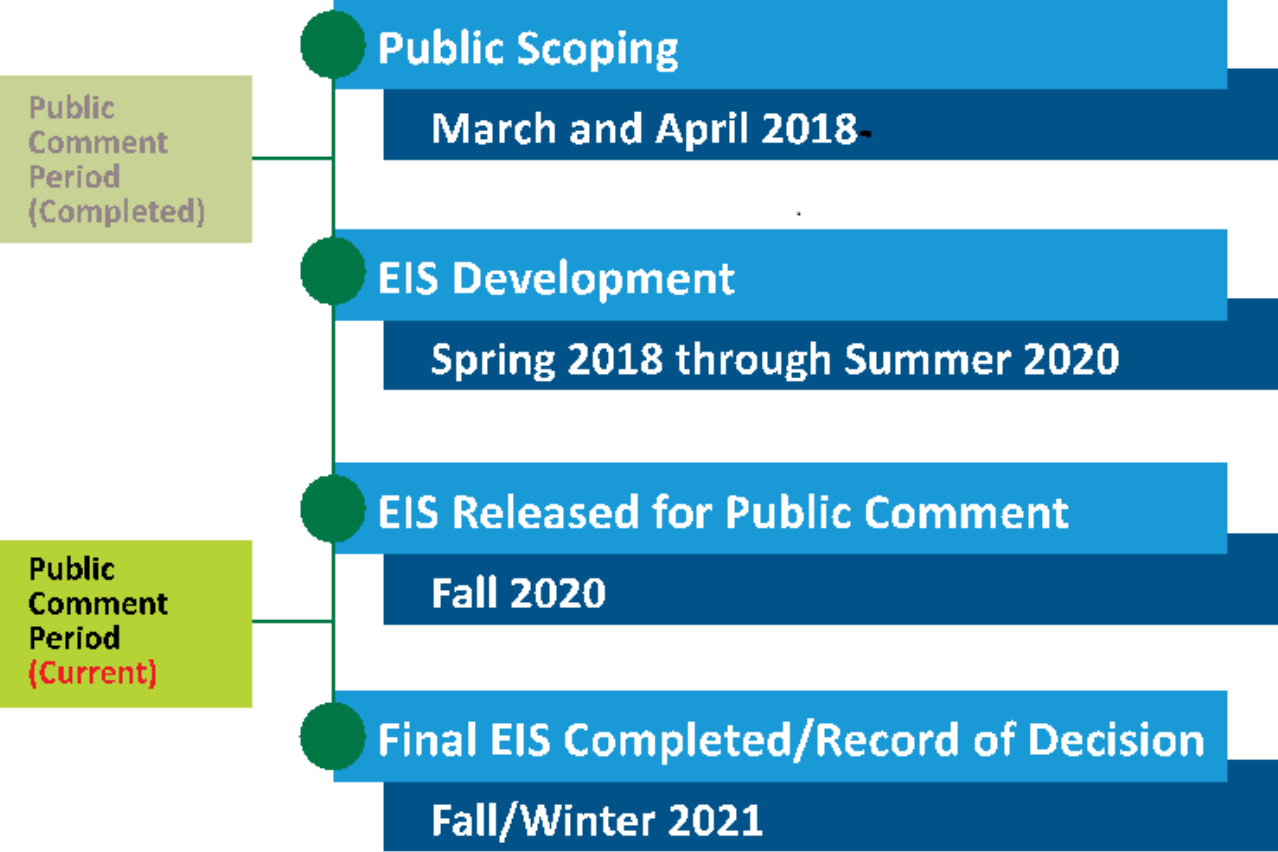 Public Scoping
March and April 2018-
Public
Comment
Period
(Completed)
EIS Development
Spring 2018 through Summer 2020
EIS Released for Public Comment
Fall 2020
Public
Comment
Period
(Current)
Final EIS Completed/Record of Decision
Fall/Winter 2021